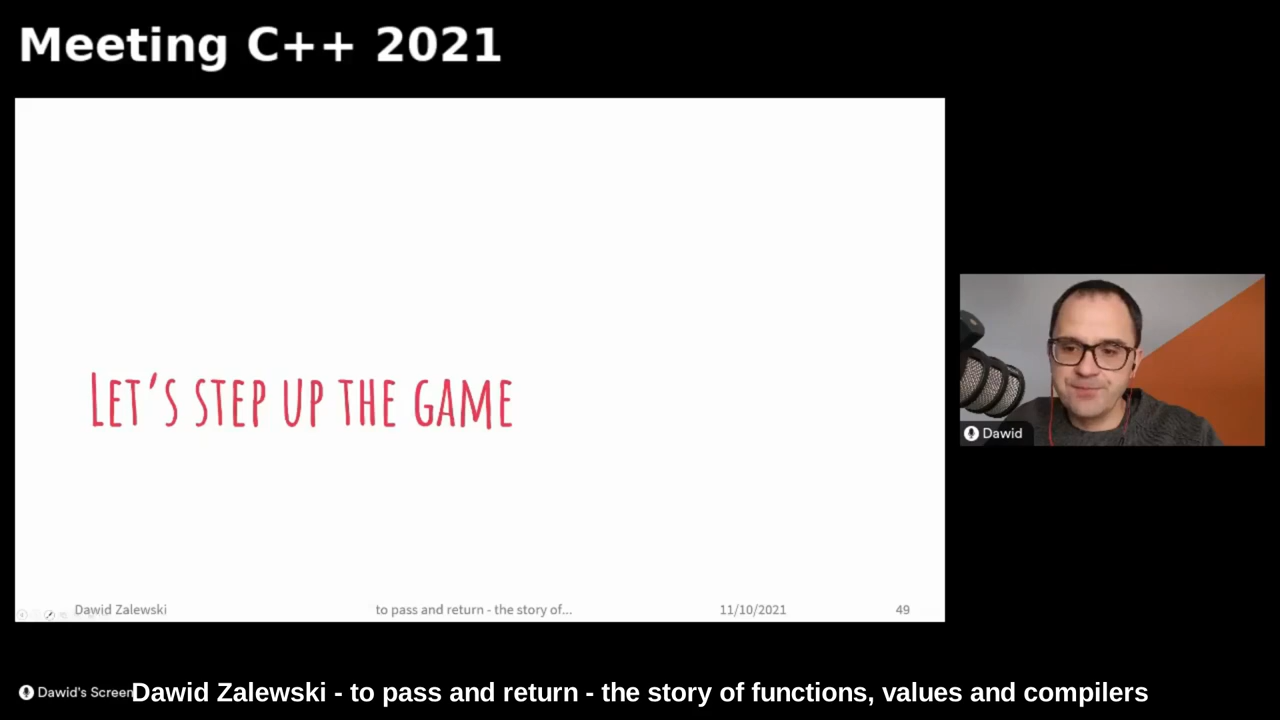 Meeting C++ 2021
Let's step up the game
Dawid Zalewski
to pass and return - the story of...
11/10/2021
49
Dawid
Dawid's Screen
Dawid Zalewski - to pass and return - the story of functions, values and compilers